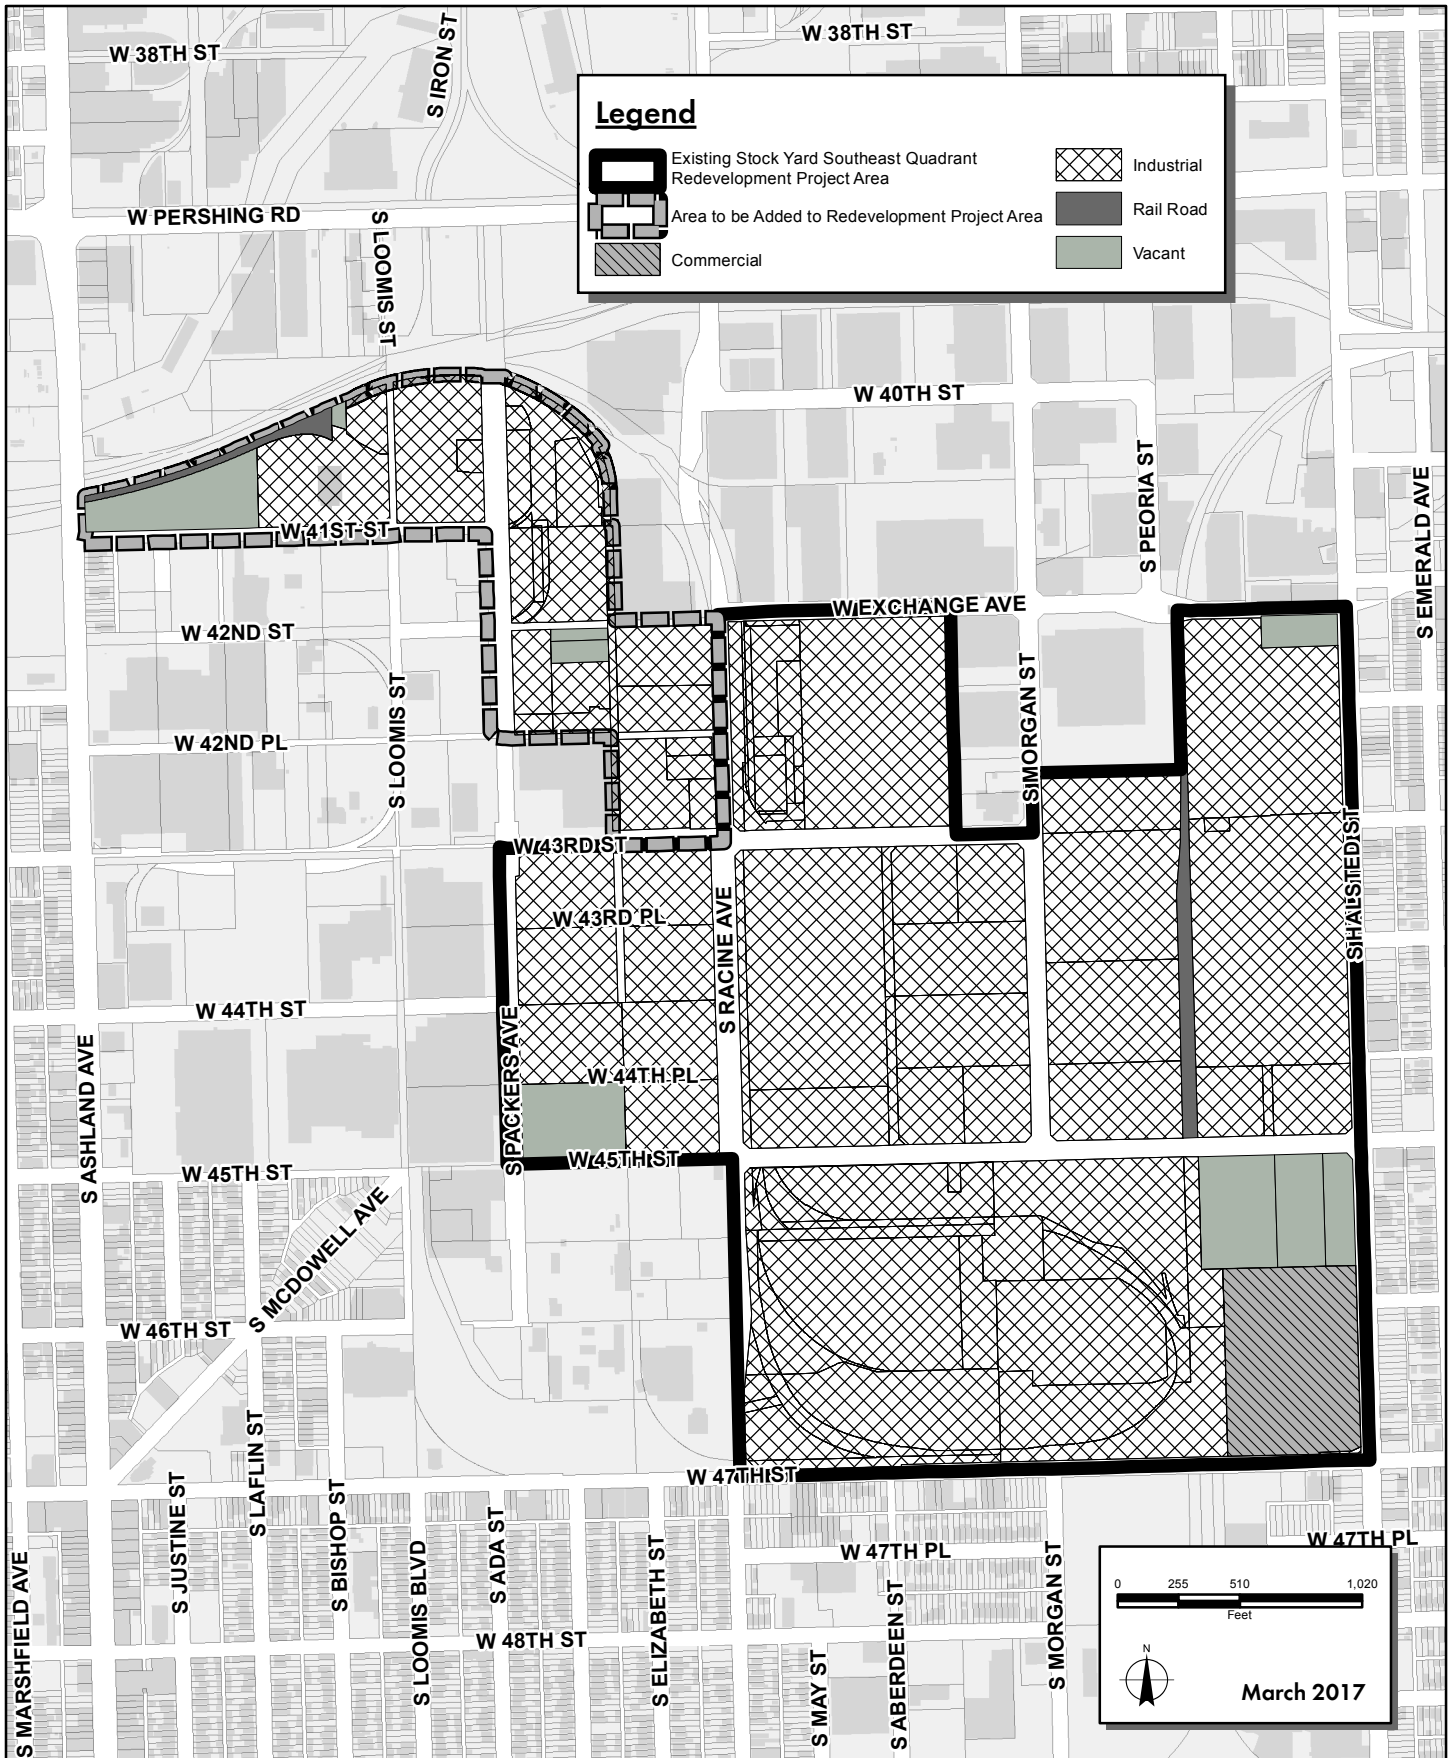 W 38TH ST
W 38TH ST
S IRON ST
Legend
Existing Stock Yard Southeast Quadrant
Redevelopment Project Area
Area to be Added to Redevelopment Project Area
Commercial
Industrial
Rail Road
Vacant
W PERSHING RD
S LOOMIS ST
W 40TH ST
S PEORIA ST
S EMERALD AVE
W 41ST ST
W EXCHANGE AVE
W 42ND ST
S LOOMIS ST
S MORGAN ST
W 42ND PL
W 43RD ST
S HALSTED ST
W 43RD PL
S RACINE AVE
W 44TH ST
S PACKERS AVE
W 44TH PL
S ASHLAND AVE
W 45TH ST
W 45TH ST
S MCDOWELL AVE
W 46TH ST
W 47TH ST
S JUSTINE ST
S LAFLIN ST
S BISHOP ST
S LOOMIS BLVD
S ADA ST
S ELIZABETH ST
W 47TH PL
W 47TH PL
S MARSHFIELD AVE
W 48TH ST
S MAY ST
S ABERDEEN ST
S MORGAN ST
0 255 510 1,020
Feet
N
March 2017